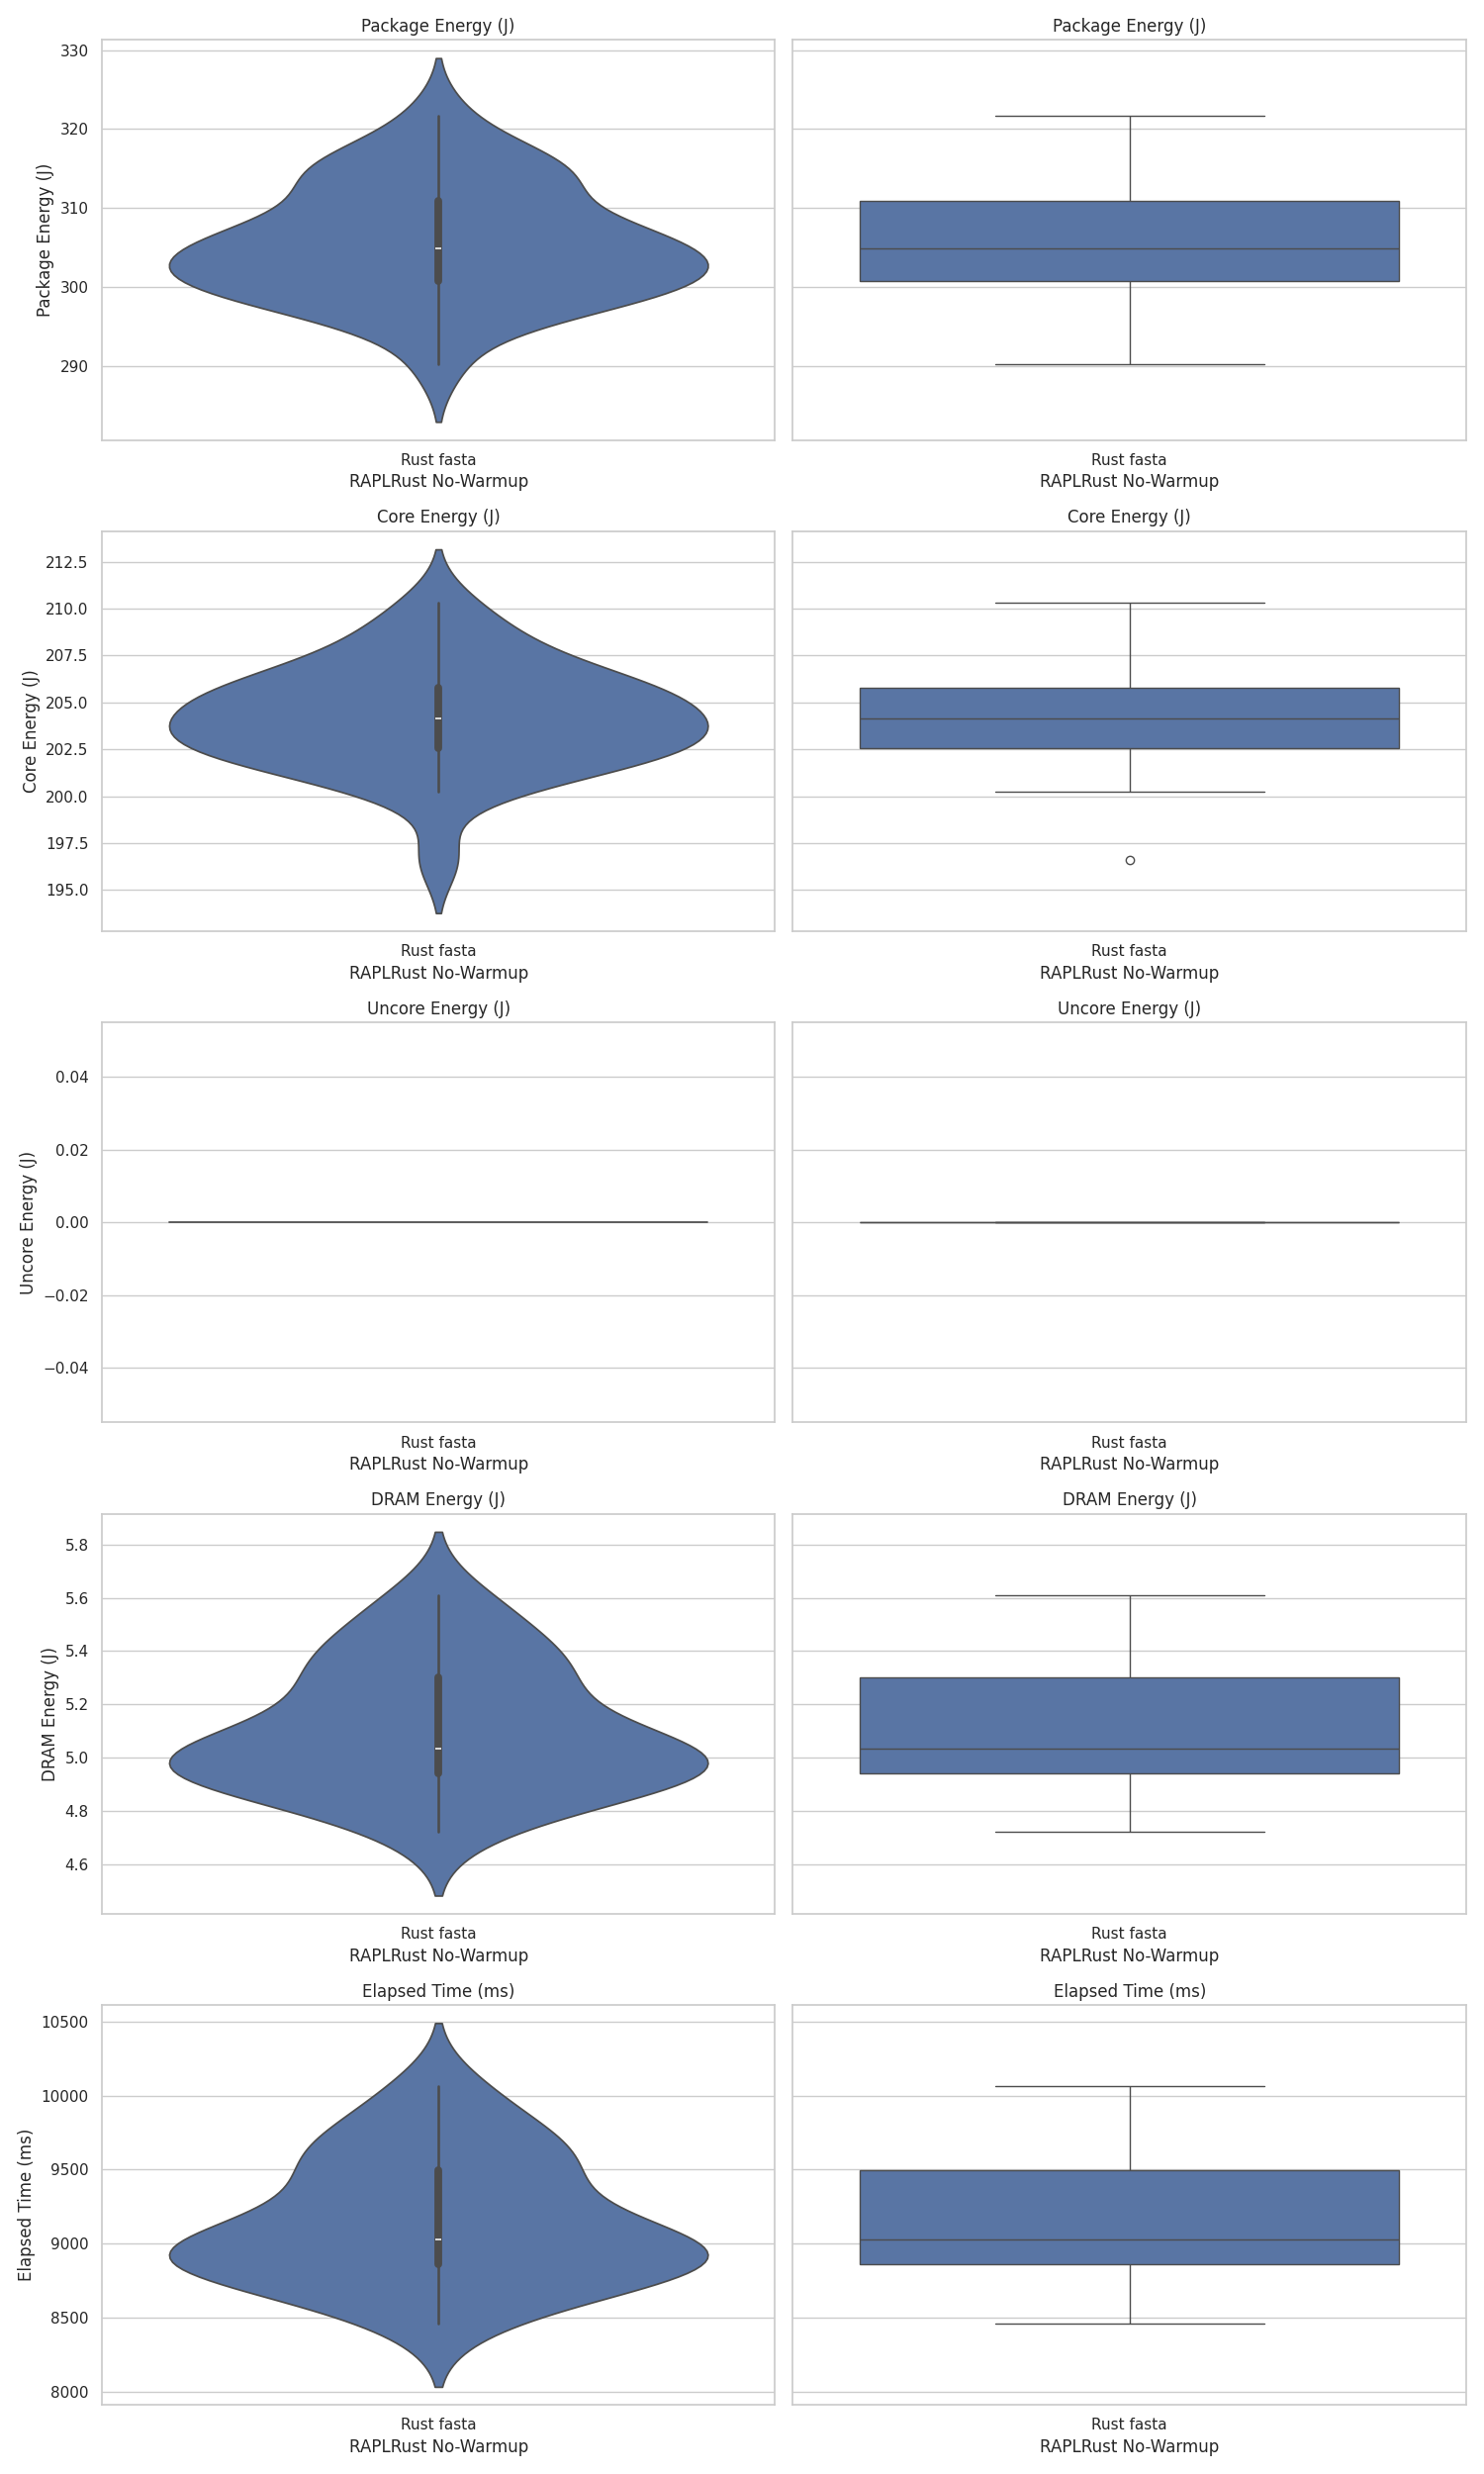 Package Energy (J)
Package Energy (J)
330
320
310
300
290
Package Energy (J)
Rust fasta
RAPLRust No-Warmup
Rust fasta
RAPLRust No-Warmup
Core Energy (J)
Core Energy (J)
212.5
210.0
207.5
205.0
202.5
200.0
197.5
195.0
Core Energy (J)
Rust fasta
RAPLRust No-Warmup
Rust fasta
RAPLRust No-Warmup
Uncore Energy (J)
Uncore Energy (J)
0.04
0.02
0.00
−0.02
−0.04
Uncore Energy (J)
Rust fasta
RAPLRust No-Warmup
Rust fasta
RAPLRust No-Warmup
DRAM Energy (J)
DRAM Energy (J)
5.8
5.6
5.4
5.2
5.0
4.8
4.6
DRAM Energy (J)
Rust fasta
RAPLRust No-Warmup
Rust fasta
RAPLRust No-Warmup
Elapsed Time (ms)
Elapsed Time (ms)
10500
10000
9500
9000
8500
8000
Elapsed Time (ms)
Rust fasta
RAPLRust No-Warmup
Rust fasta
RAPLRust No-Warmup